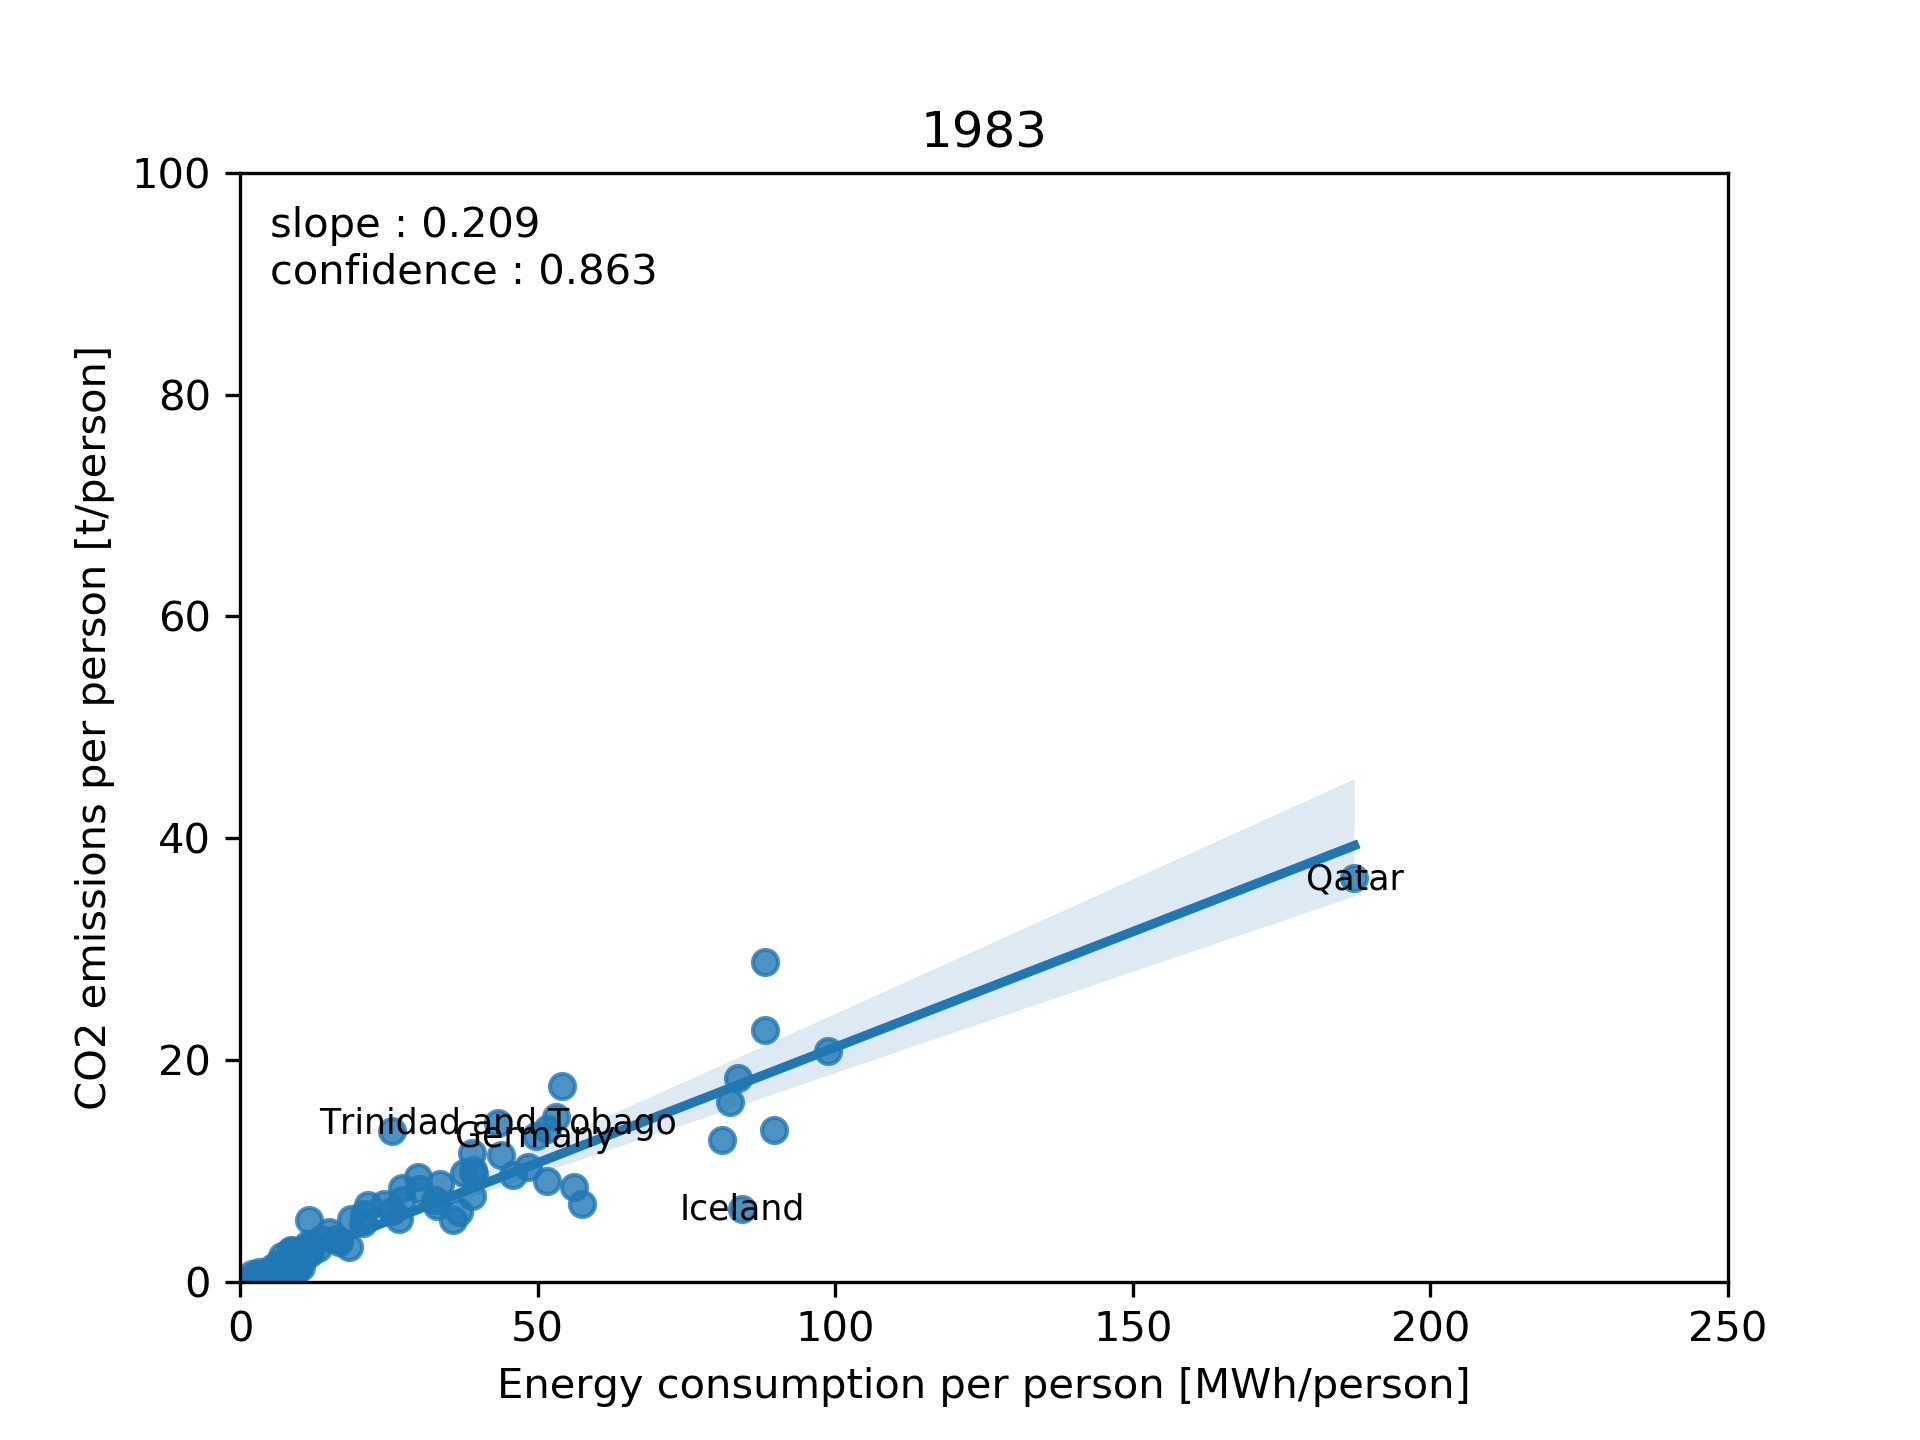 1983
slope : 0.209
confidence : 0.863
CO2 emissions per person [t/person]
100
80
60
40
20
0
Qatar
Trinidad and Tobago
Germany
Iceland
0 50 100 150 200 250
Energy consumption per person [MWh/person]